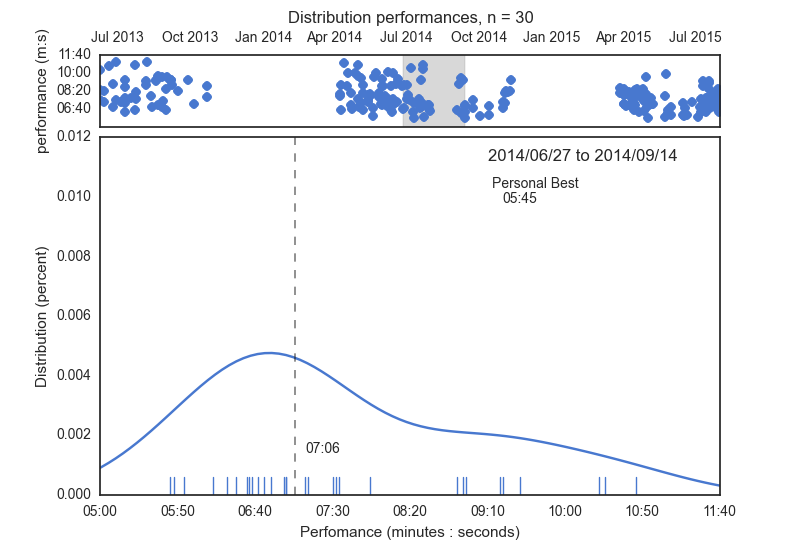 Distribution performances, n = 30
Jul 2013 Oct 2013 Jan 2014 Apr 2014 Jul 2014 Oct 2014 Jan 2015 Apr 2015 Jul 2015
performance (m:s)
11:40
10:00
08:20
06:40
0.012
2014/06/27 to 2014/09/14
Personal Best
05:45
0.010
0.008
0.006
0.004
0.002
0.000
Distribution (percent)
07:06
05:00 05:50 06:40 07:30 08:20 09:10 10:00 10:50 11:40
Perfomance (minutes : seconds)